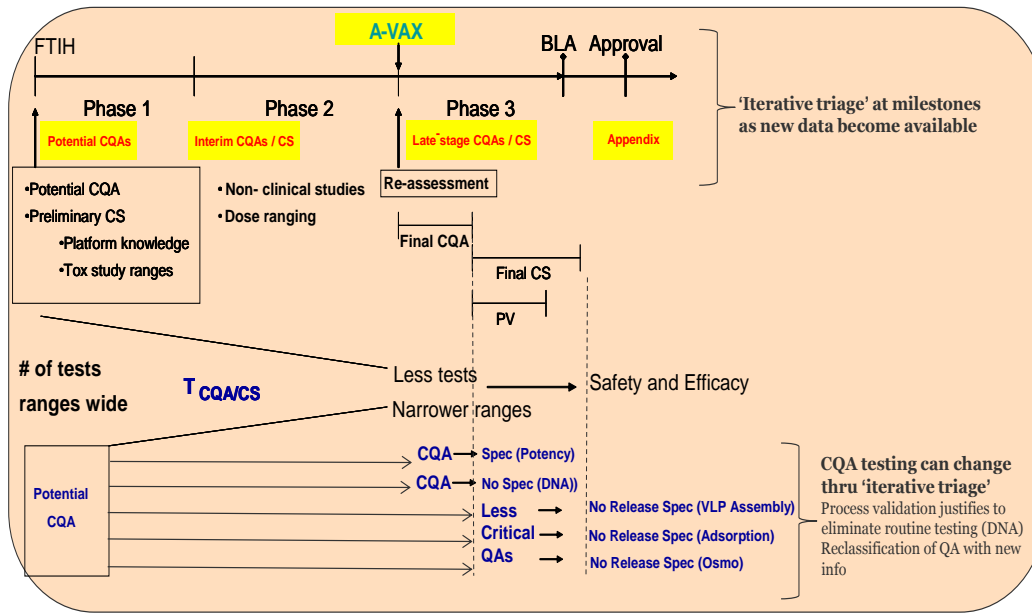 A-VAX
FTIH
BLA
Approval
Phase 1
Phase 2
Phase 3
Potential CQAs
Interim CQAs / CS
Late-stage CQAs / CS
Appendix
'Iterative triage' at milestones
as new data become available
•Potential CQA
•Preliminary CS
•Platform knowledge
•Tox study ranges
•Non- clinical studies
•Dose ranging
Re-assessment
Final CQA
Final CS
PV
# of tests
ranges wide
T CQA/CS
Less tests
Narrower ranges
Safety and Efficacy
Potential
CQA
CQA
Spec (Potency)
CQA
No Spec (DNA))
Less
Critical
QAs
No Release Spec (VLP Assembly)
No Release Spec (Adsorption)
No Release Spec (Osmo)
CQA testing can change
thru 'iterative triage'
Process validation justifies to
eliminate routine testing (DNA)
Reclassification of QA with new
info